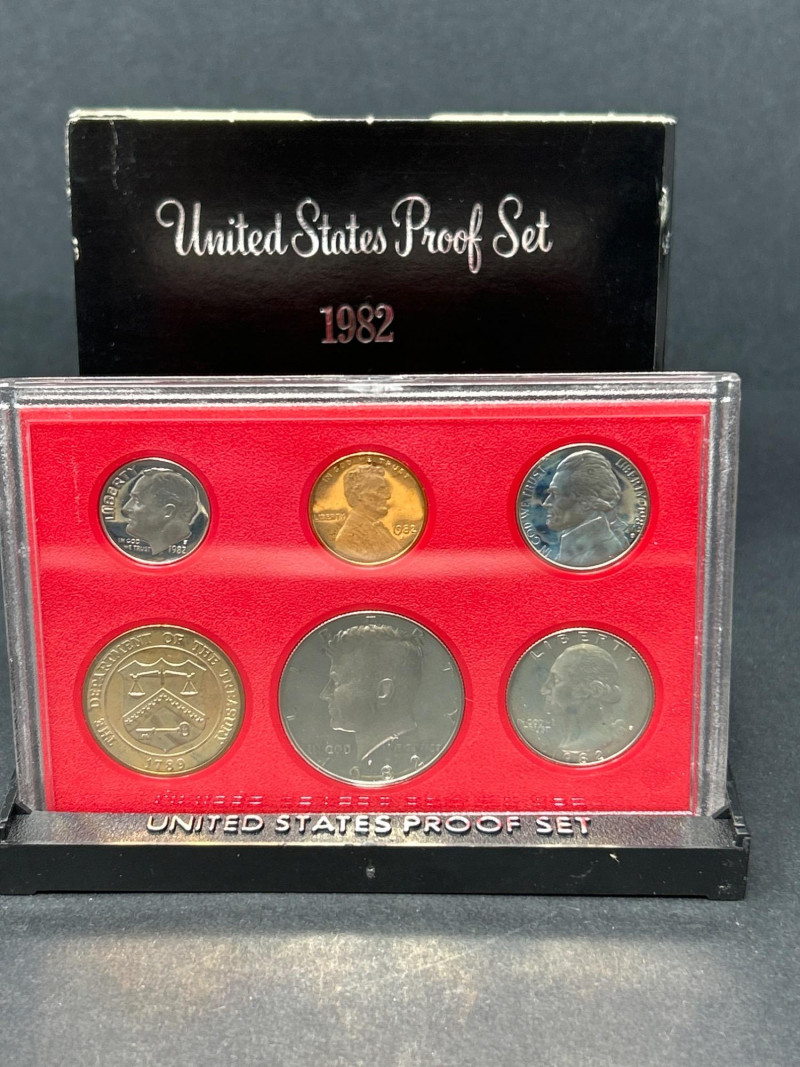 United States Proof Set
1982
LIBERTY
IN GOD
WE TRUST
1982
IN GOD WE TRUST
LIBERTY
1982
IN GOD WE TRUST
LIBERTY
THE DEPARTMENT OF THE TREASURY
1789
1982
LIBERTY
UNITED STATES PROOF SET